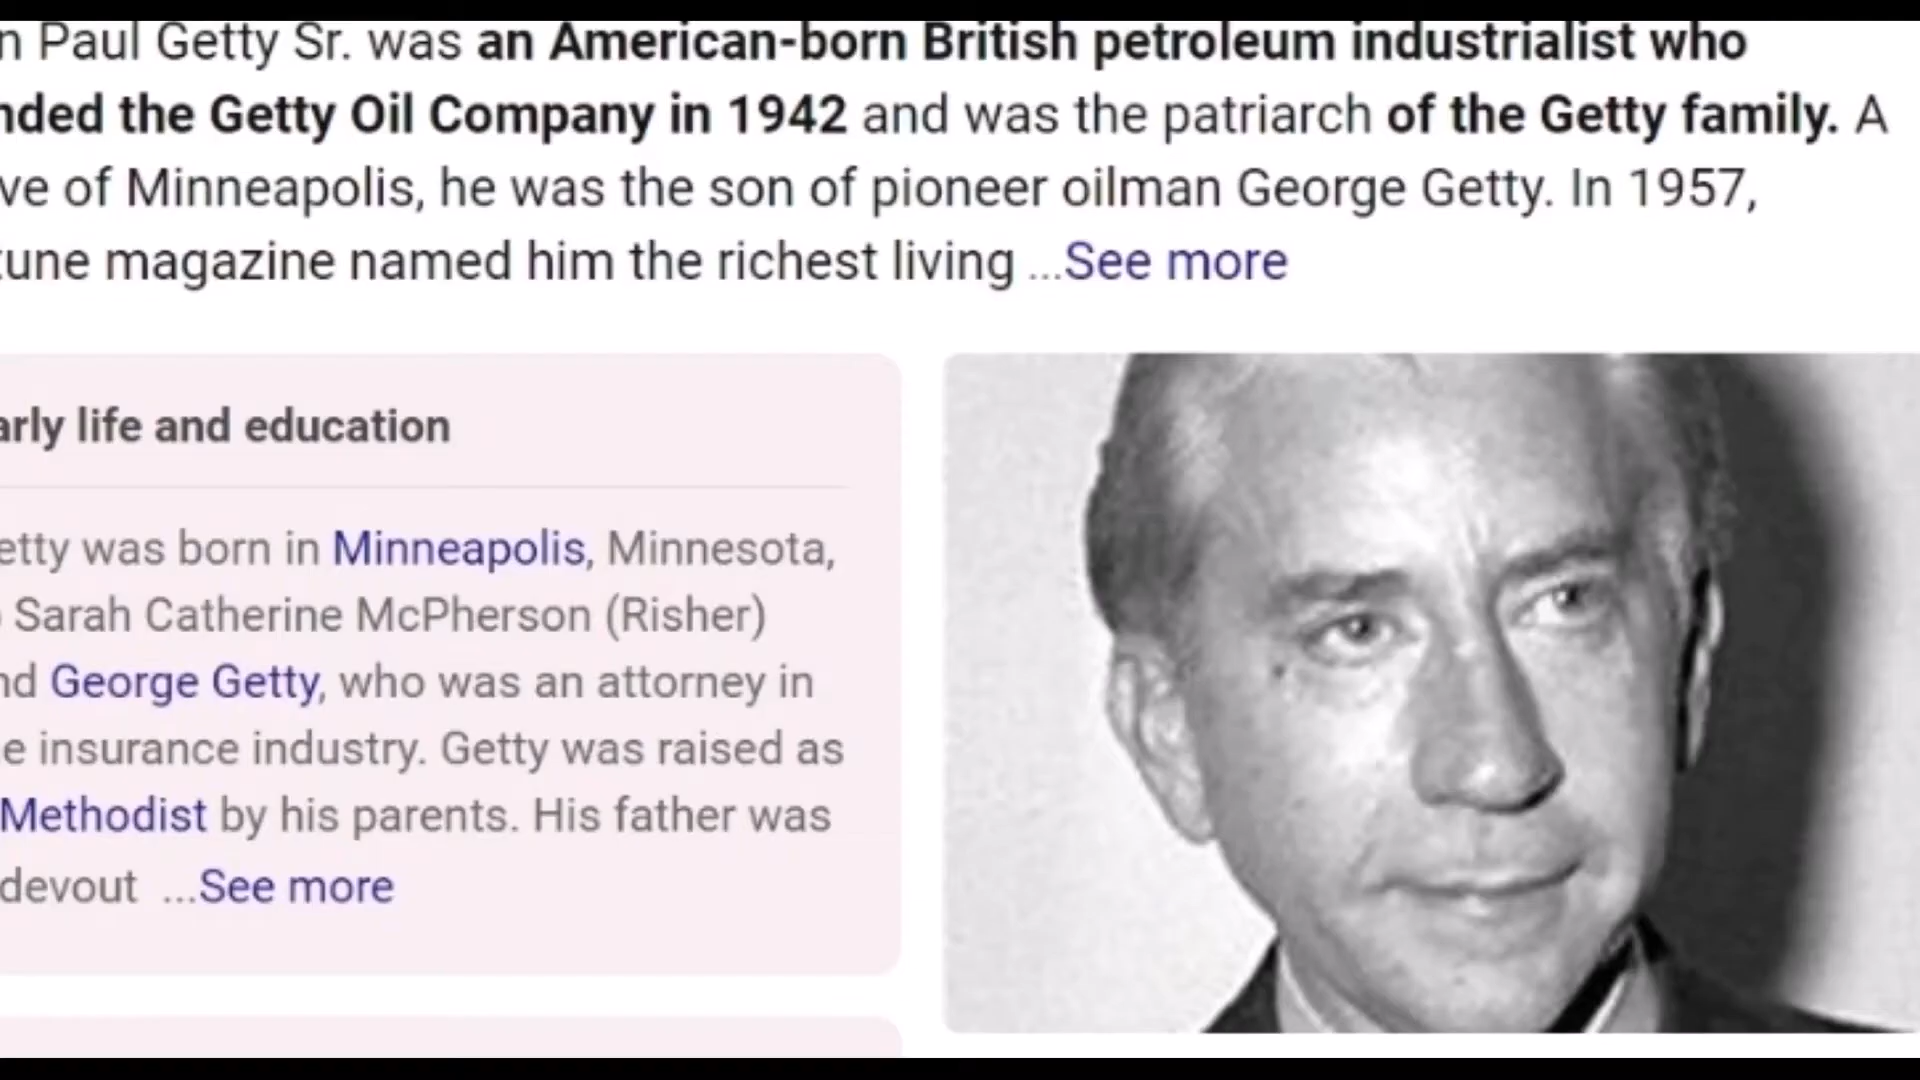 n Paul Getty Sr. was an American-born British petroleum industrialist who
nded the Getty Oil Company in 1942 and was the patriarch of the Getty family. A
ve of Minneapolis, he was the son of pioneer oilman George Getty. In 1957,
tune magazine named him the richest living ...See more
arly life and education
etty was born in Minneapolis, Minnesota,
o Sarah Catherine McPherson (Risher)
nd George Getty, who was an attorney in
e insurance industry. Getty was raised as
Methodist by his parents. His father was
devout ...See more